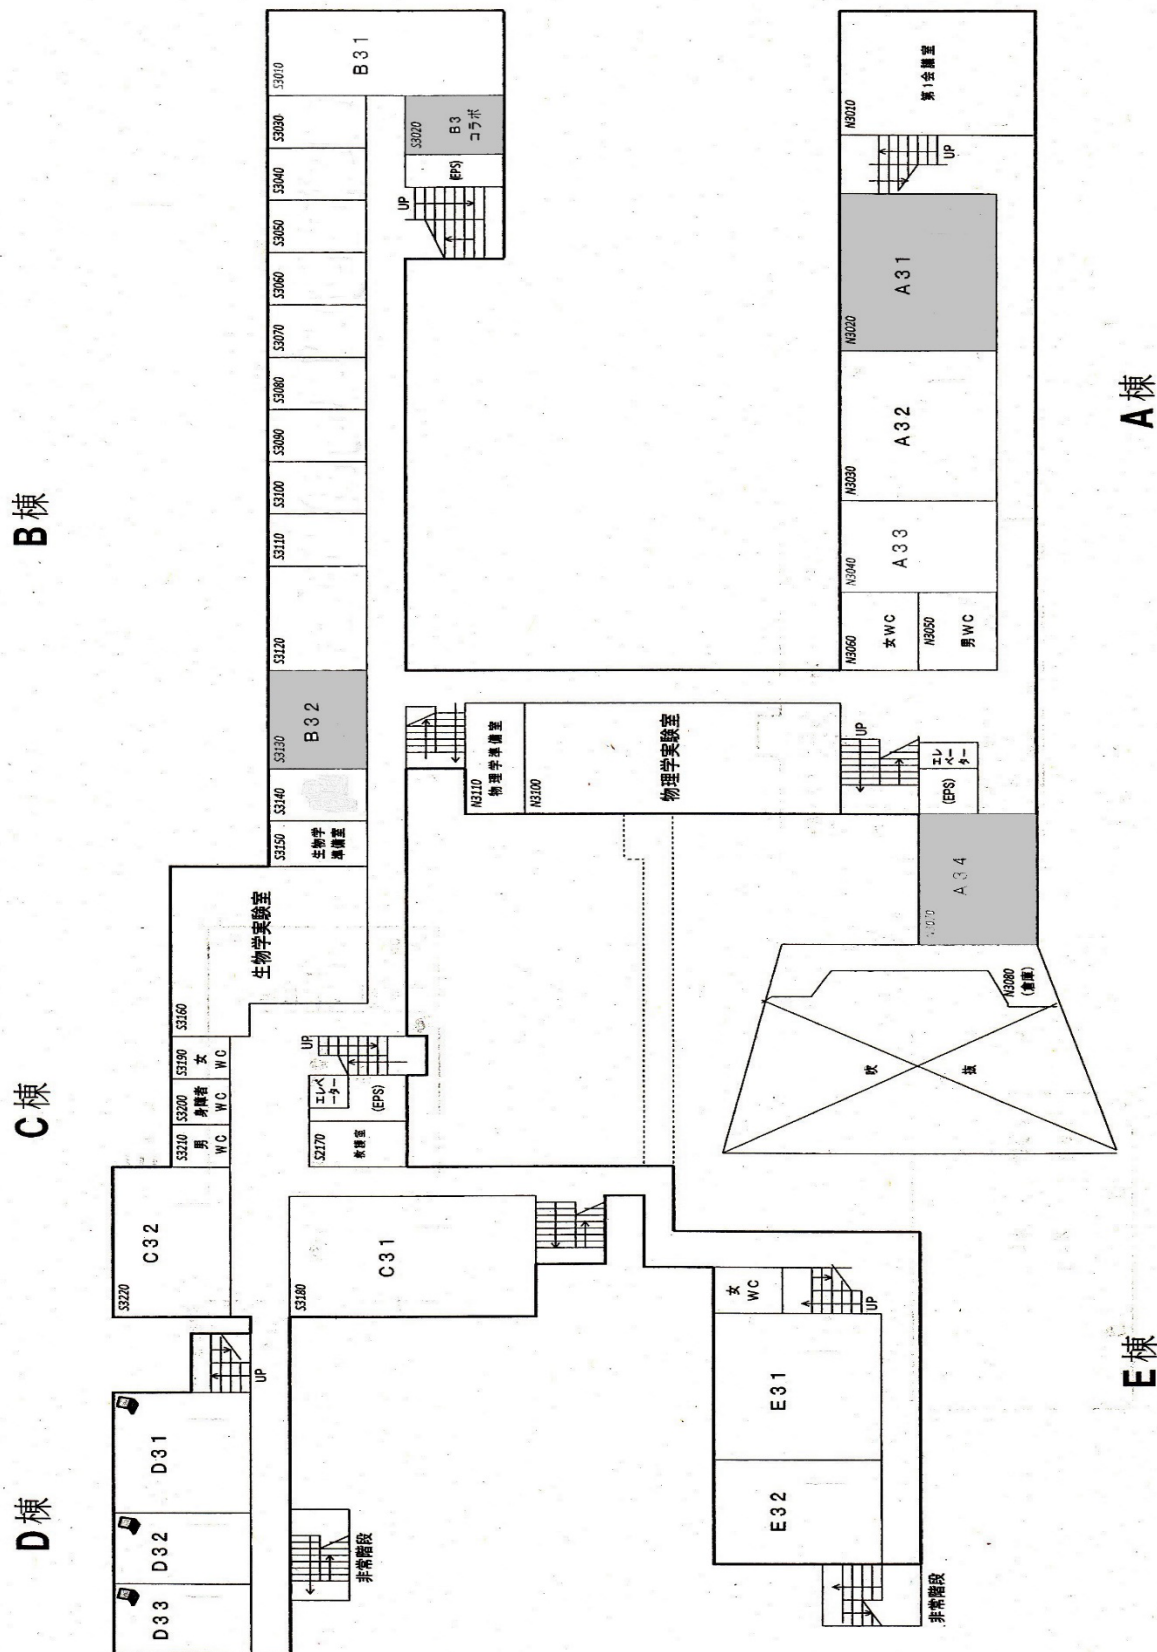 B棟
C棟
D棟
A棟
E棟
S3010
B31
S3020
B3
コラボ
(EPS)
UP
S3030
S3040
S3050
S3060
S3070
S3080
S3090
S3100
S3110
S3120
S3130
B32
S3140
S3150
生物学
準備室
S3160
生物学実験室
S3190
女
WC
S3200
身障者
WC
S3210
男
WC
UP
エレベ
ーター
(EPS)
S2170
救護室
S3220
C32
S3180
C31
UP
D31
D32
D33
非常階段
N3010
第1会議室
UP
N3020
A31
N3030
A32
N3040
A33
N3060
女WC
N3050
男WC
N3110
物理学準備室
N3100
物理学実験室
UP
エレ
ベー
ター
(EPS)
A34
N3080
(倉庫)
吹
抜
女
WC
UP
E31
E32
非常階段